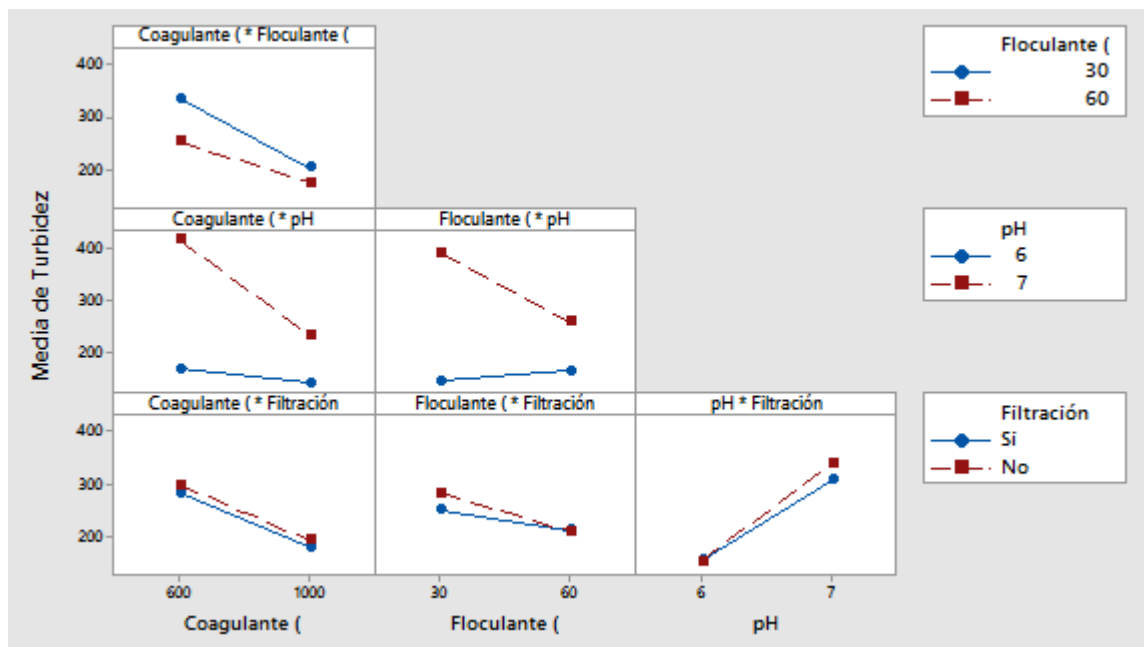 Coagulante ( * Floculante (
400
300
200
Floculante (
30
60
Coagulante ( * pH
Floculante ( * pH
400
300
200
pH
6
7
Media de Turbidez
Coagulante ( * Filtración
Floculante ( * Filtración
pH * Filtración
400
300
200
Filtración
Si
No
600
1000
30
60
6
7
Coagulante (
Floculante (
pH